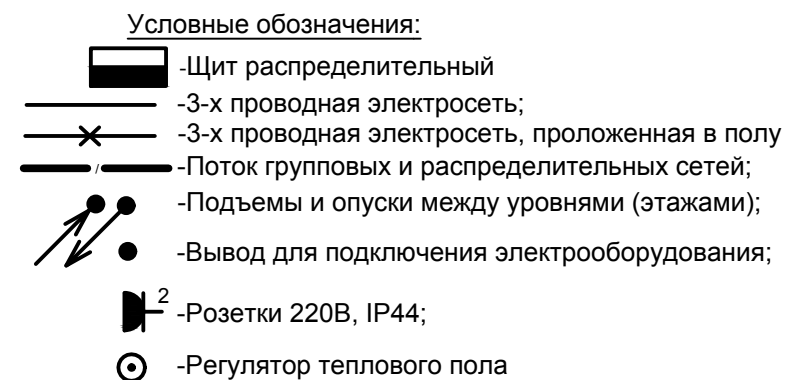 Условные обозначения:
-Щит распределительный
-3-х проводная электросеть;
-3-х проводная электросеть, проложенная в полу
/ -Поток групповых и распределительных сетей;
-Подъемы и опуски между уровнями (этажами);
-Вывод для подключения электрооборудования;
2 -Розетки 220В, IP44;
-Регулятор теплового пола